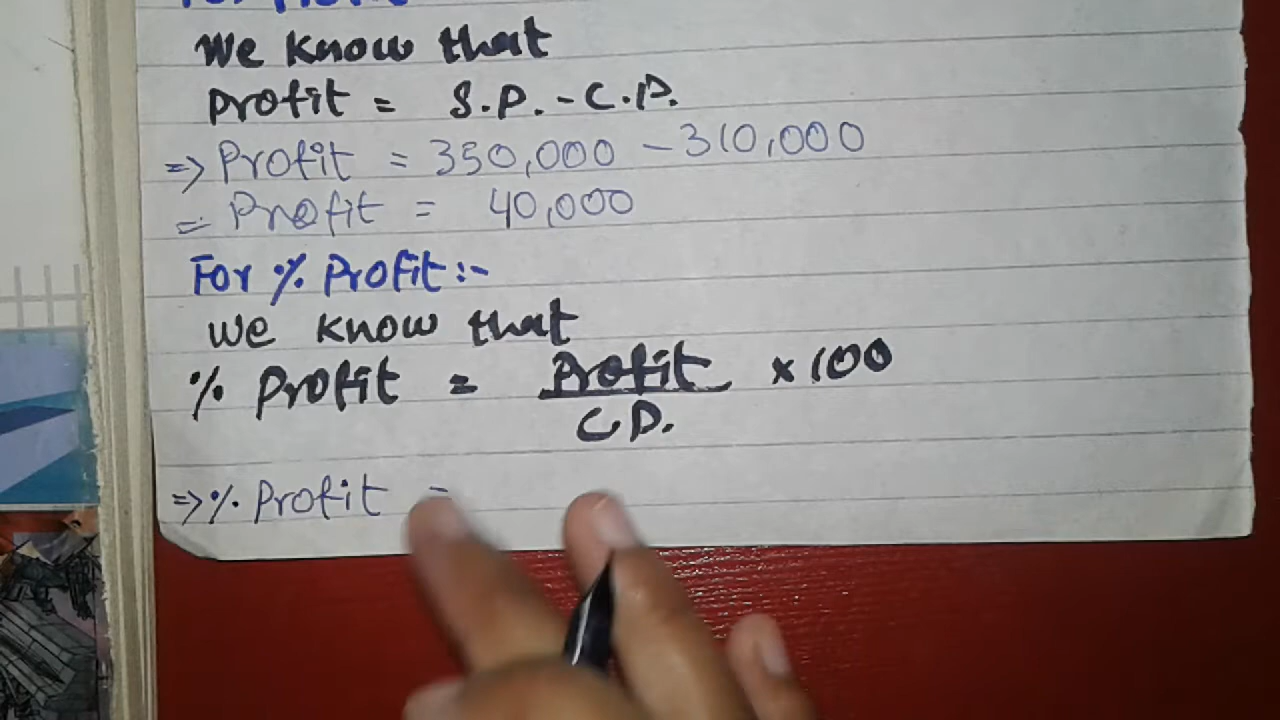 We know that
Profit = S.P. - C.P.
=> Profit = 350,000 - 310,000
= Profit = 40,000
For % Profit :-
We know that
% Profit = Profit × 100
C.P.
=> % Profit =